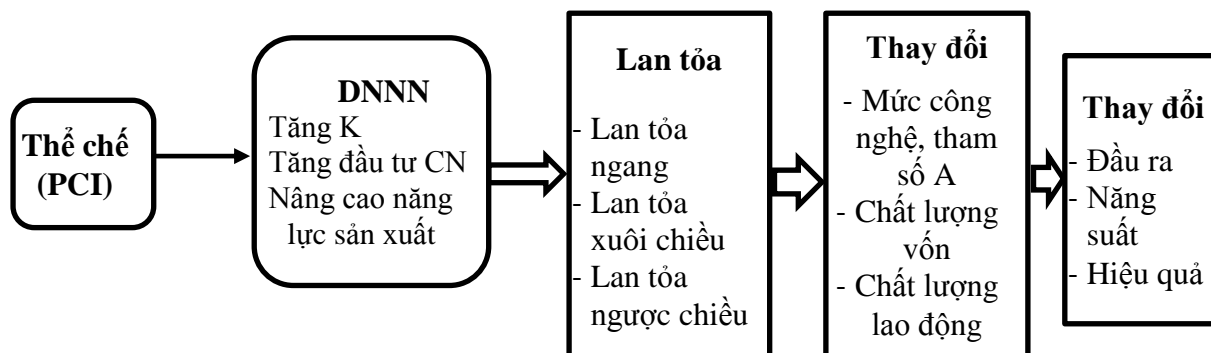 Thể chế
(PCI)
DNNN
Tăng K
Tăng đầu tư CN
Nâng cao năng
lực sản xuất
Lan tỏa
- Lan tỏa
ngang
- Lan tỏa
xuôi chiều
- Lan tỏa
ngược chiều
Thay đổi
- Mức công
nghệ, tham
số A
- Chất lượng
vốn
- Chất lượng
lao động
Thay đổi
- Đầu ra
- Năng
suất
- Hiệu quả